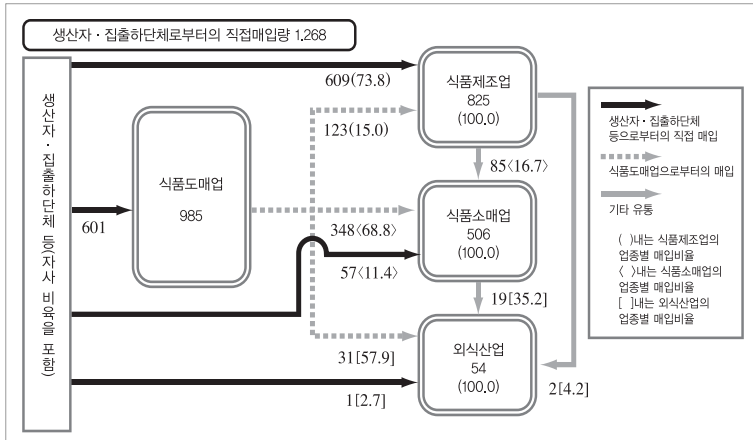 생산자 · 집출하단체로부터의 직접매입량 1.268
생산자 · 집출하단체 등(자사 비육을 포함)
609(73.8)
식품제조업
825
(100.0)
123(15.0)
85〈16.7〉
식품도매업
985
601
식품소매업
506
(100.0)
348〈68.8〉
57〈11.4〉
19[35.2]
외식산업
54
(100.0)
31[57.9]
1[2.7]
2[4.2]
생산자 · 집출하단체
등으로부터의 직접 매입
식품도매업으로부터의 매입
기타 유통
( )내는 식품제조업의
업종별 매입비율
〈 〉내는 식품소매업의
업종별 매입비율
[ ]내는 외식산업의
업종별 매입비율